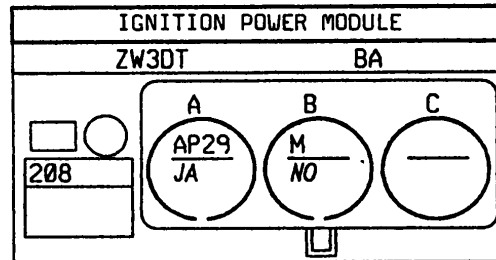 IGNITION POWER MODULE
ZW3DT BA
A B C
AP29 M
208 JA NO